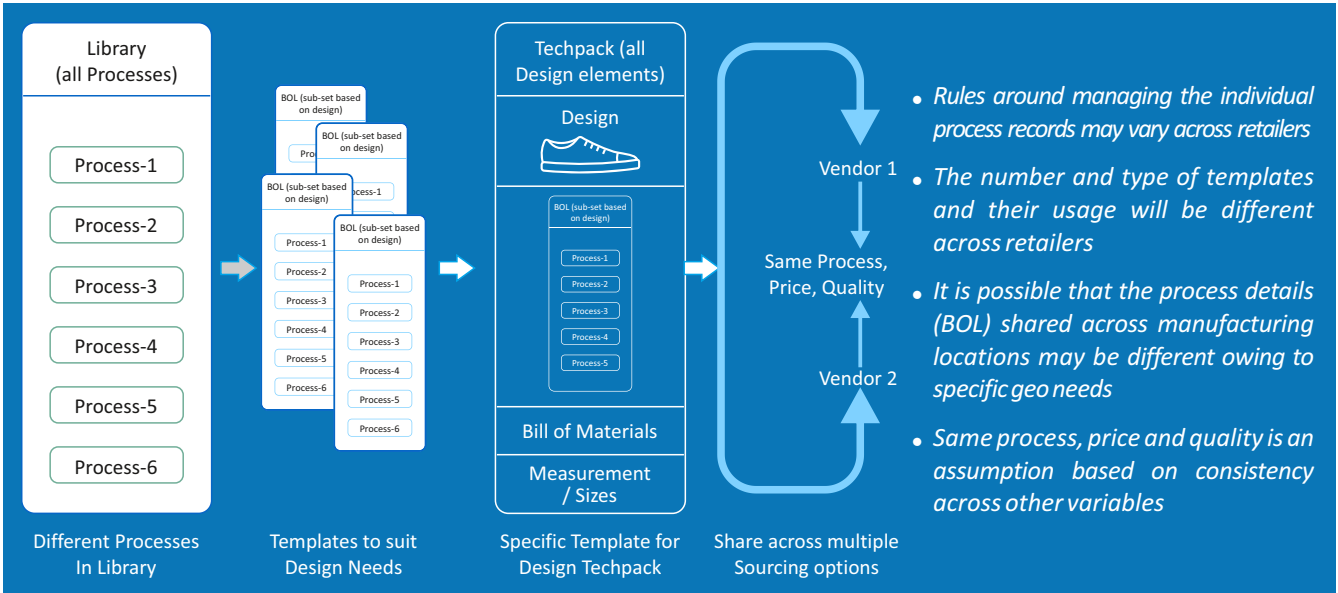 Library
(all Processes)
Process-1
Process-2
Process-3
Process-4
Process-5
Process-6
Different Processes
In Library
BOL (sub-set based
on design)
Proc
BOL (sub-set based
on design)
ocess-1
BOL (sub-set based
on design)
Process-1
Process-2
Process-3
Process-4
Process-5
Process-6
BOL (sub-set based
on design)
Process-1
Process-2
Process-3
Process-4
Process-5
Process-6
Templates to suit
Design Needs
Techpack (all
Design elements)
Design
BOL (sub-set based
on design)
Process-1
Process-2
Process-3
Process-4
Process-5
Bill of Materials
Measurement
/ Sizes
Specific Template for
Design Techpack
Vendor 1
Same Process,
Price, Quality
Vendor 2
Share across multiple
Sourcing options
• Rules around managing the individual
process records may vary across retailers
• The number and type of templates
and their usage will be different
across retailers
• It is possible that the process details
(BOL) shared across manufacturing
locations may be different owing to
specific geo needs
• Same process, price and quality is an
assumption based on consistency
across other variables